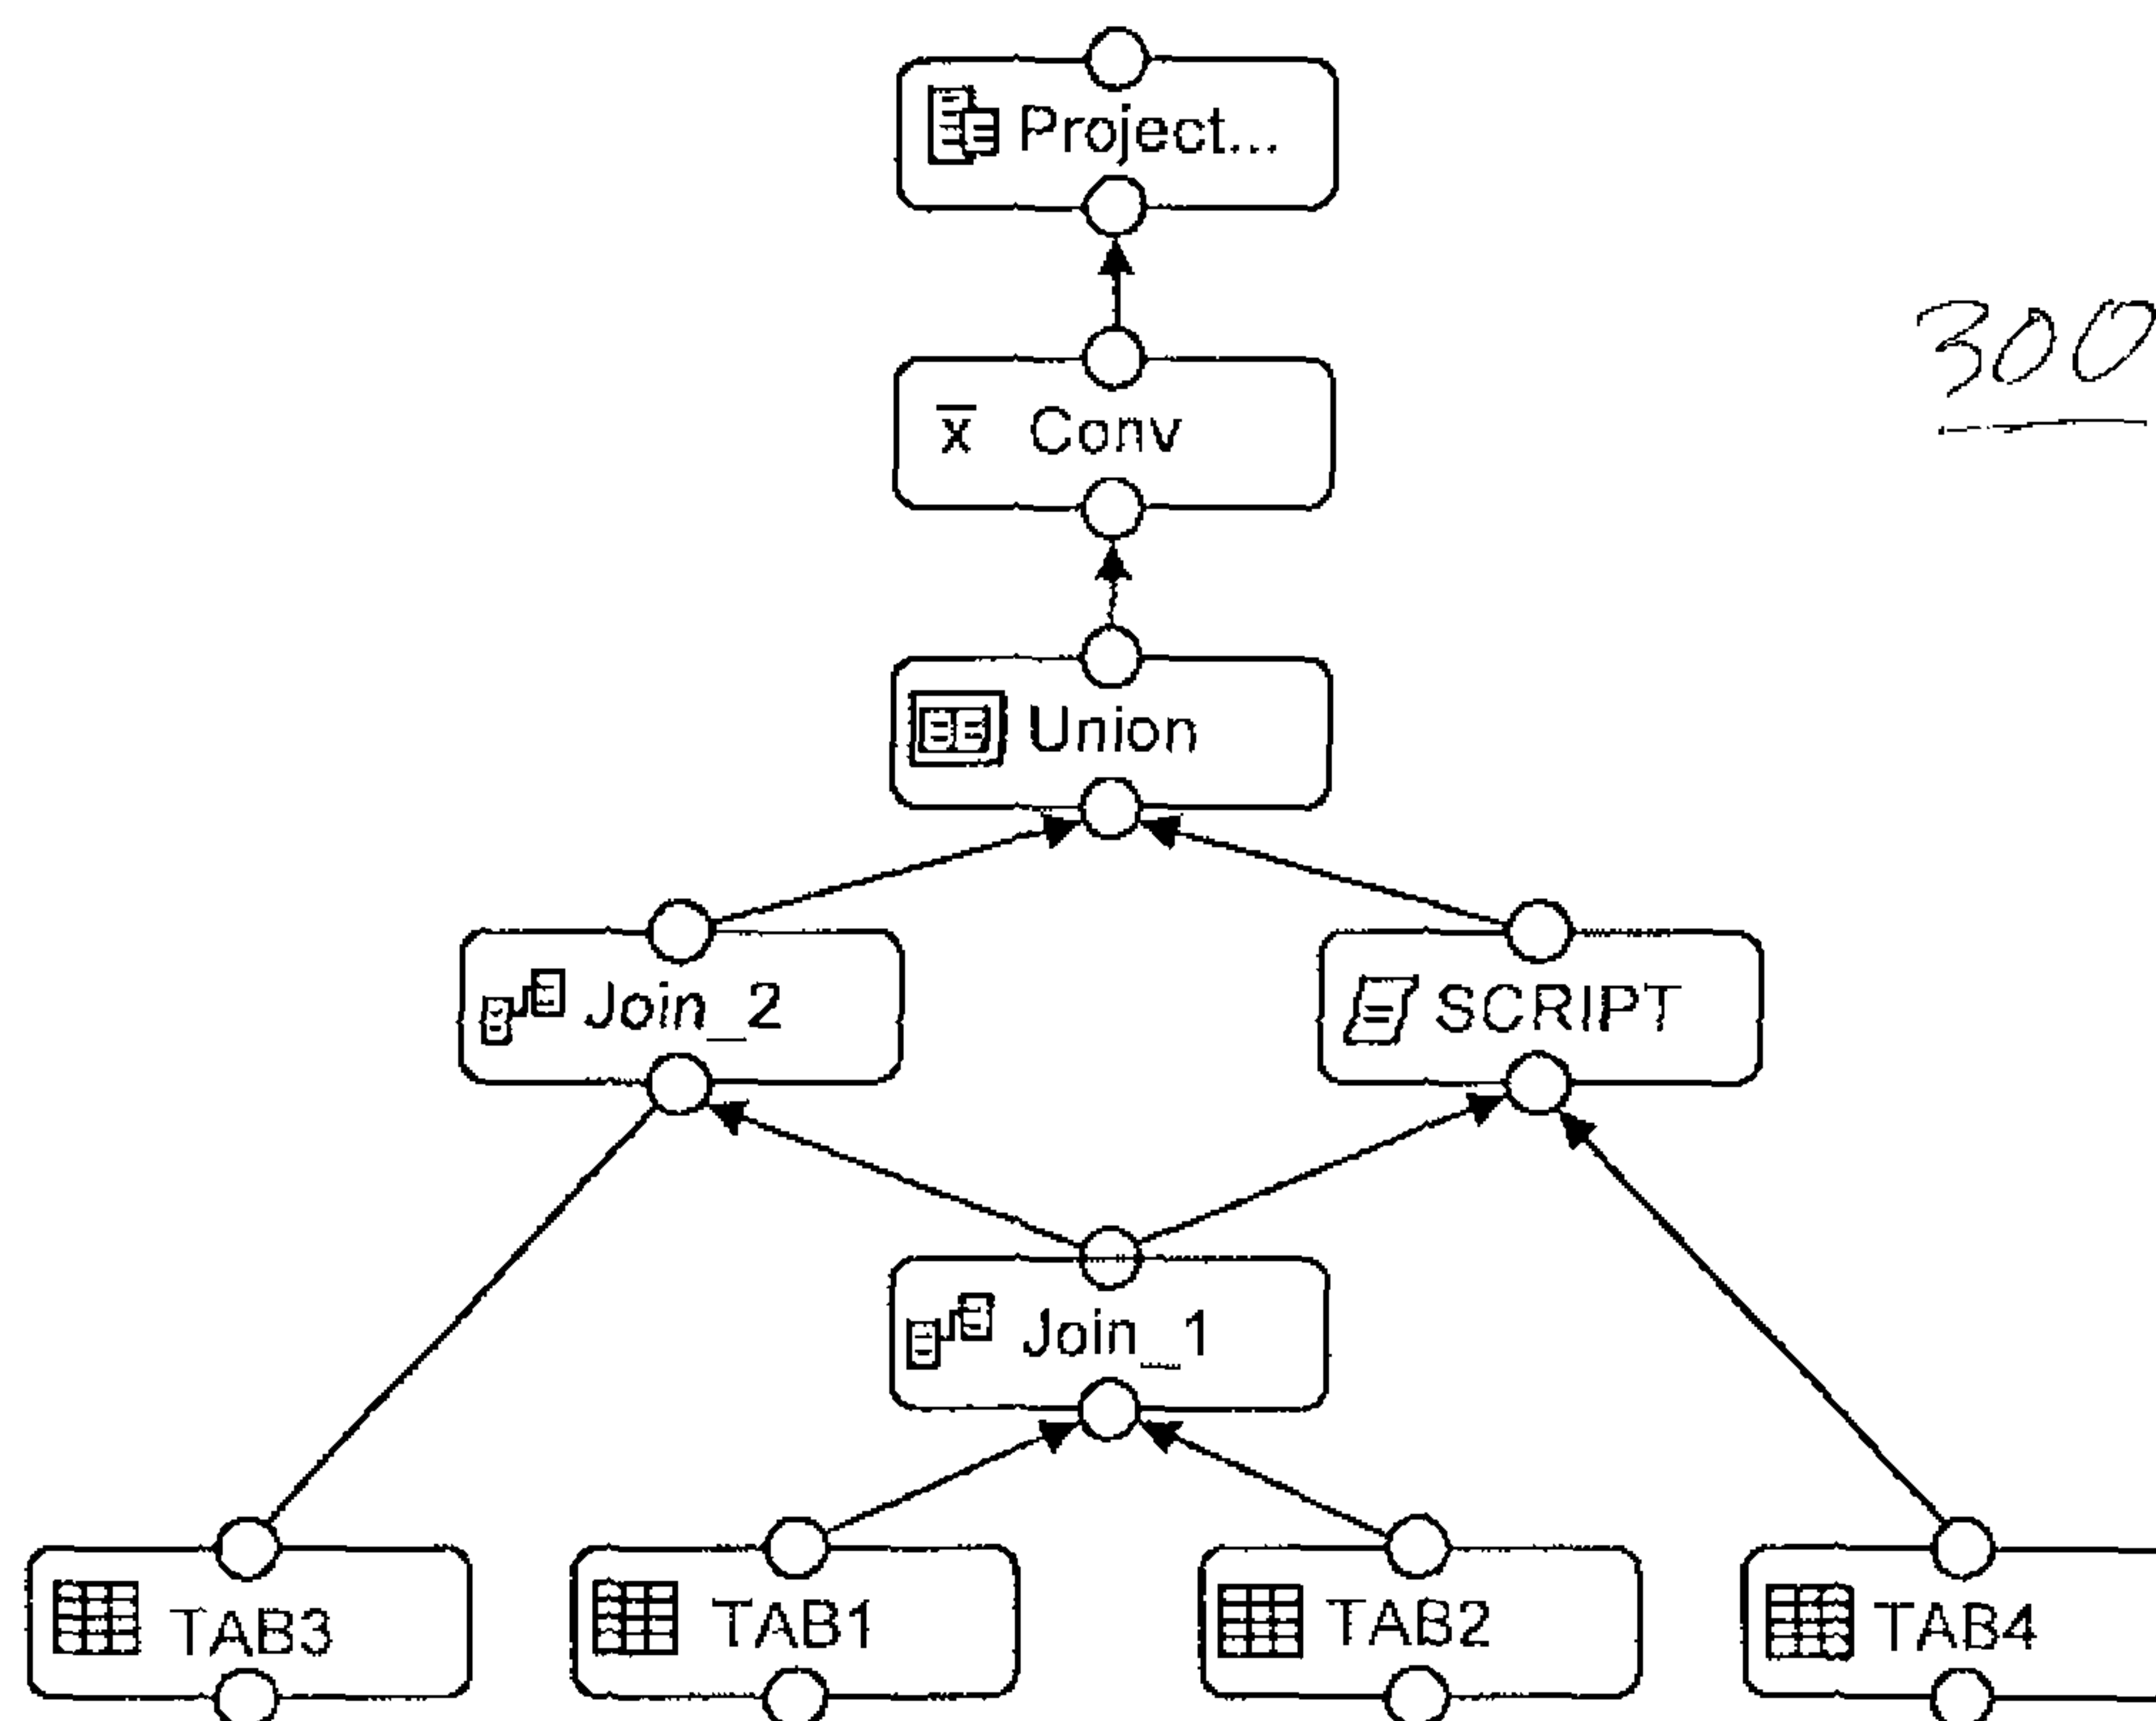 Project...
300
x̅ Conv
Union
Join_2
SCRIPT
Join_1
TAB3
TAB1
TAB2
TAB4